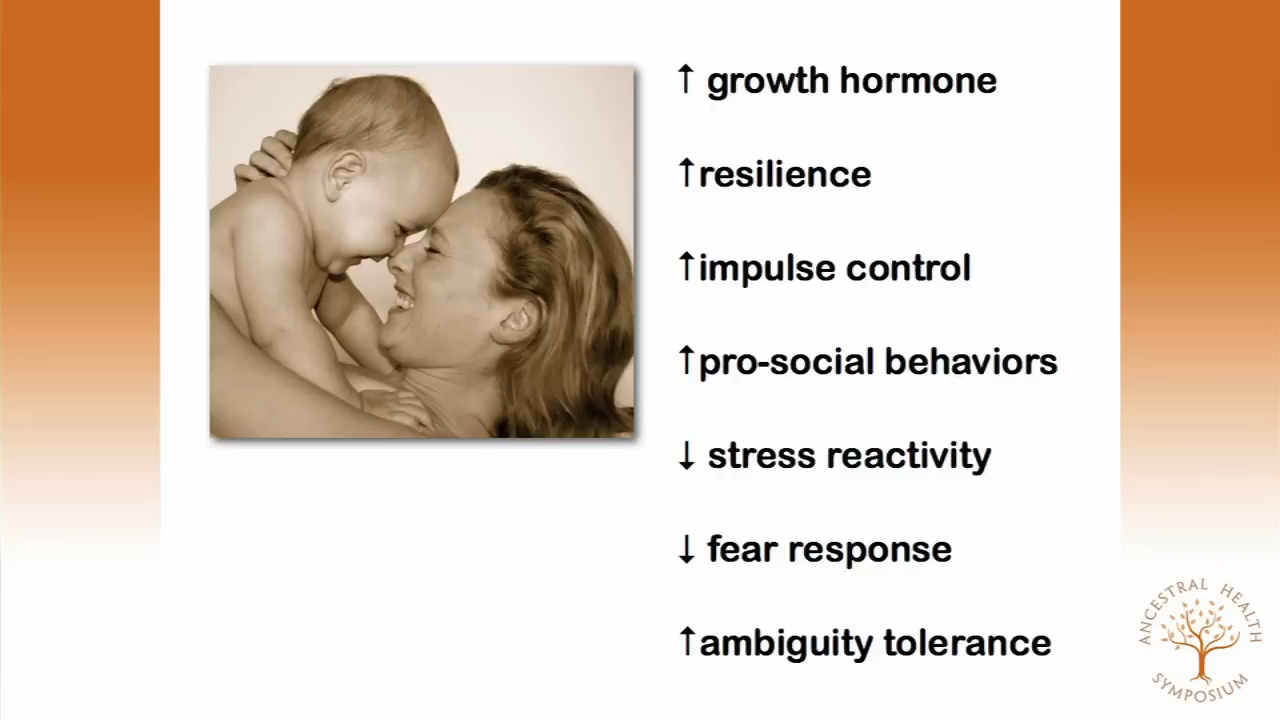 ↑ growth hormone
↑resilience
↑impulse control
↑pro-social behaviors
↓ stress reactivity
↓ fear response
↑ambiguity tolerance
ANCESTRAL HEALTH
SYMPOSIUM